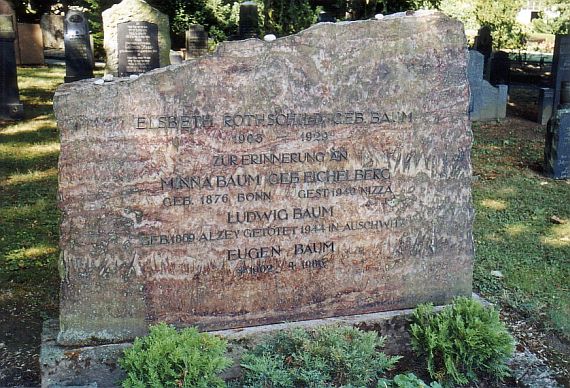 ELSBETH ROTHSCHILD GEB. BAUM
1903 — 1929
ZUR ERINNERUNG AN
MINNA BAUM GEB. EICHELBERG
GEB. 1876 BONN GEST. 1940 NIZZA
LUDWIG BAUM
GEB. 1909 ALZEY GETÖTET 1944 IN AUSCHWITZ
EUGEN BAUM